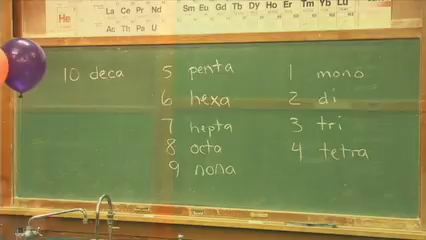 He
La Ce Pr Nd
Sm Eu Gd Tb Dy Ho Er Tm Yb Lu
Ac Th Pa U
10 deca
5 penta
6 hexa
7 hepta
8 octa
9 nona
1 mono
2 di
3 tri
4 tetra